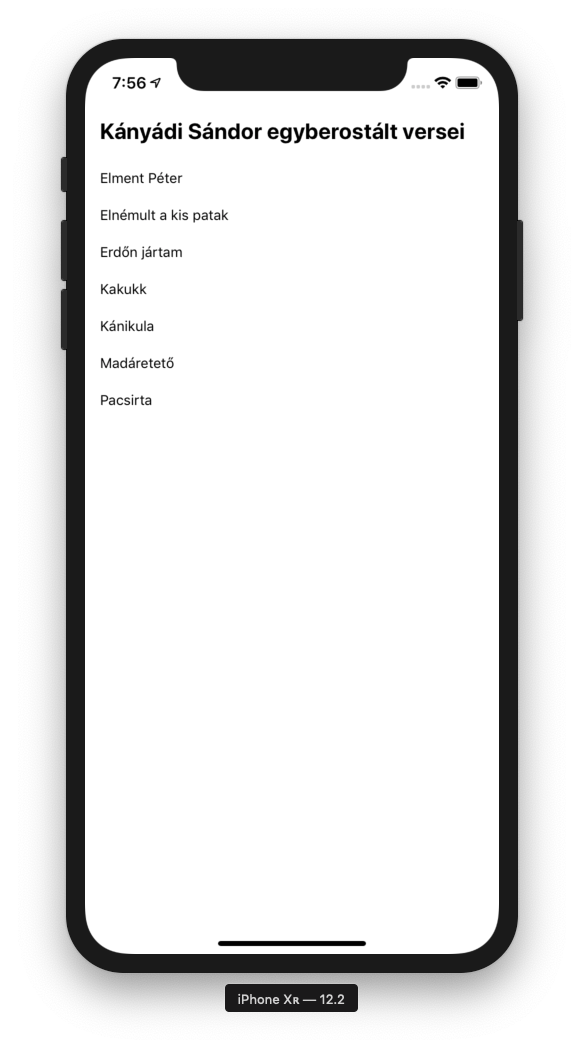 7:56
Kányádi Sándor egyberostált versei
Elment Péter
Elnémult a kis patak
Erdőn jártam
Kakukk
Kánikula
Madáretető
Pacsirta
iPhone Xʀ — 12.2